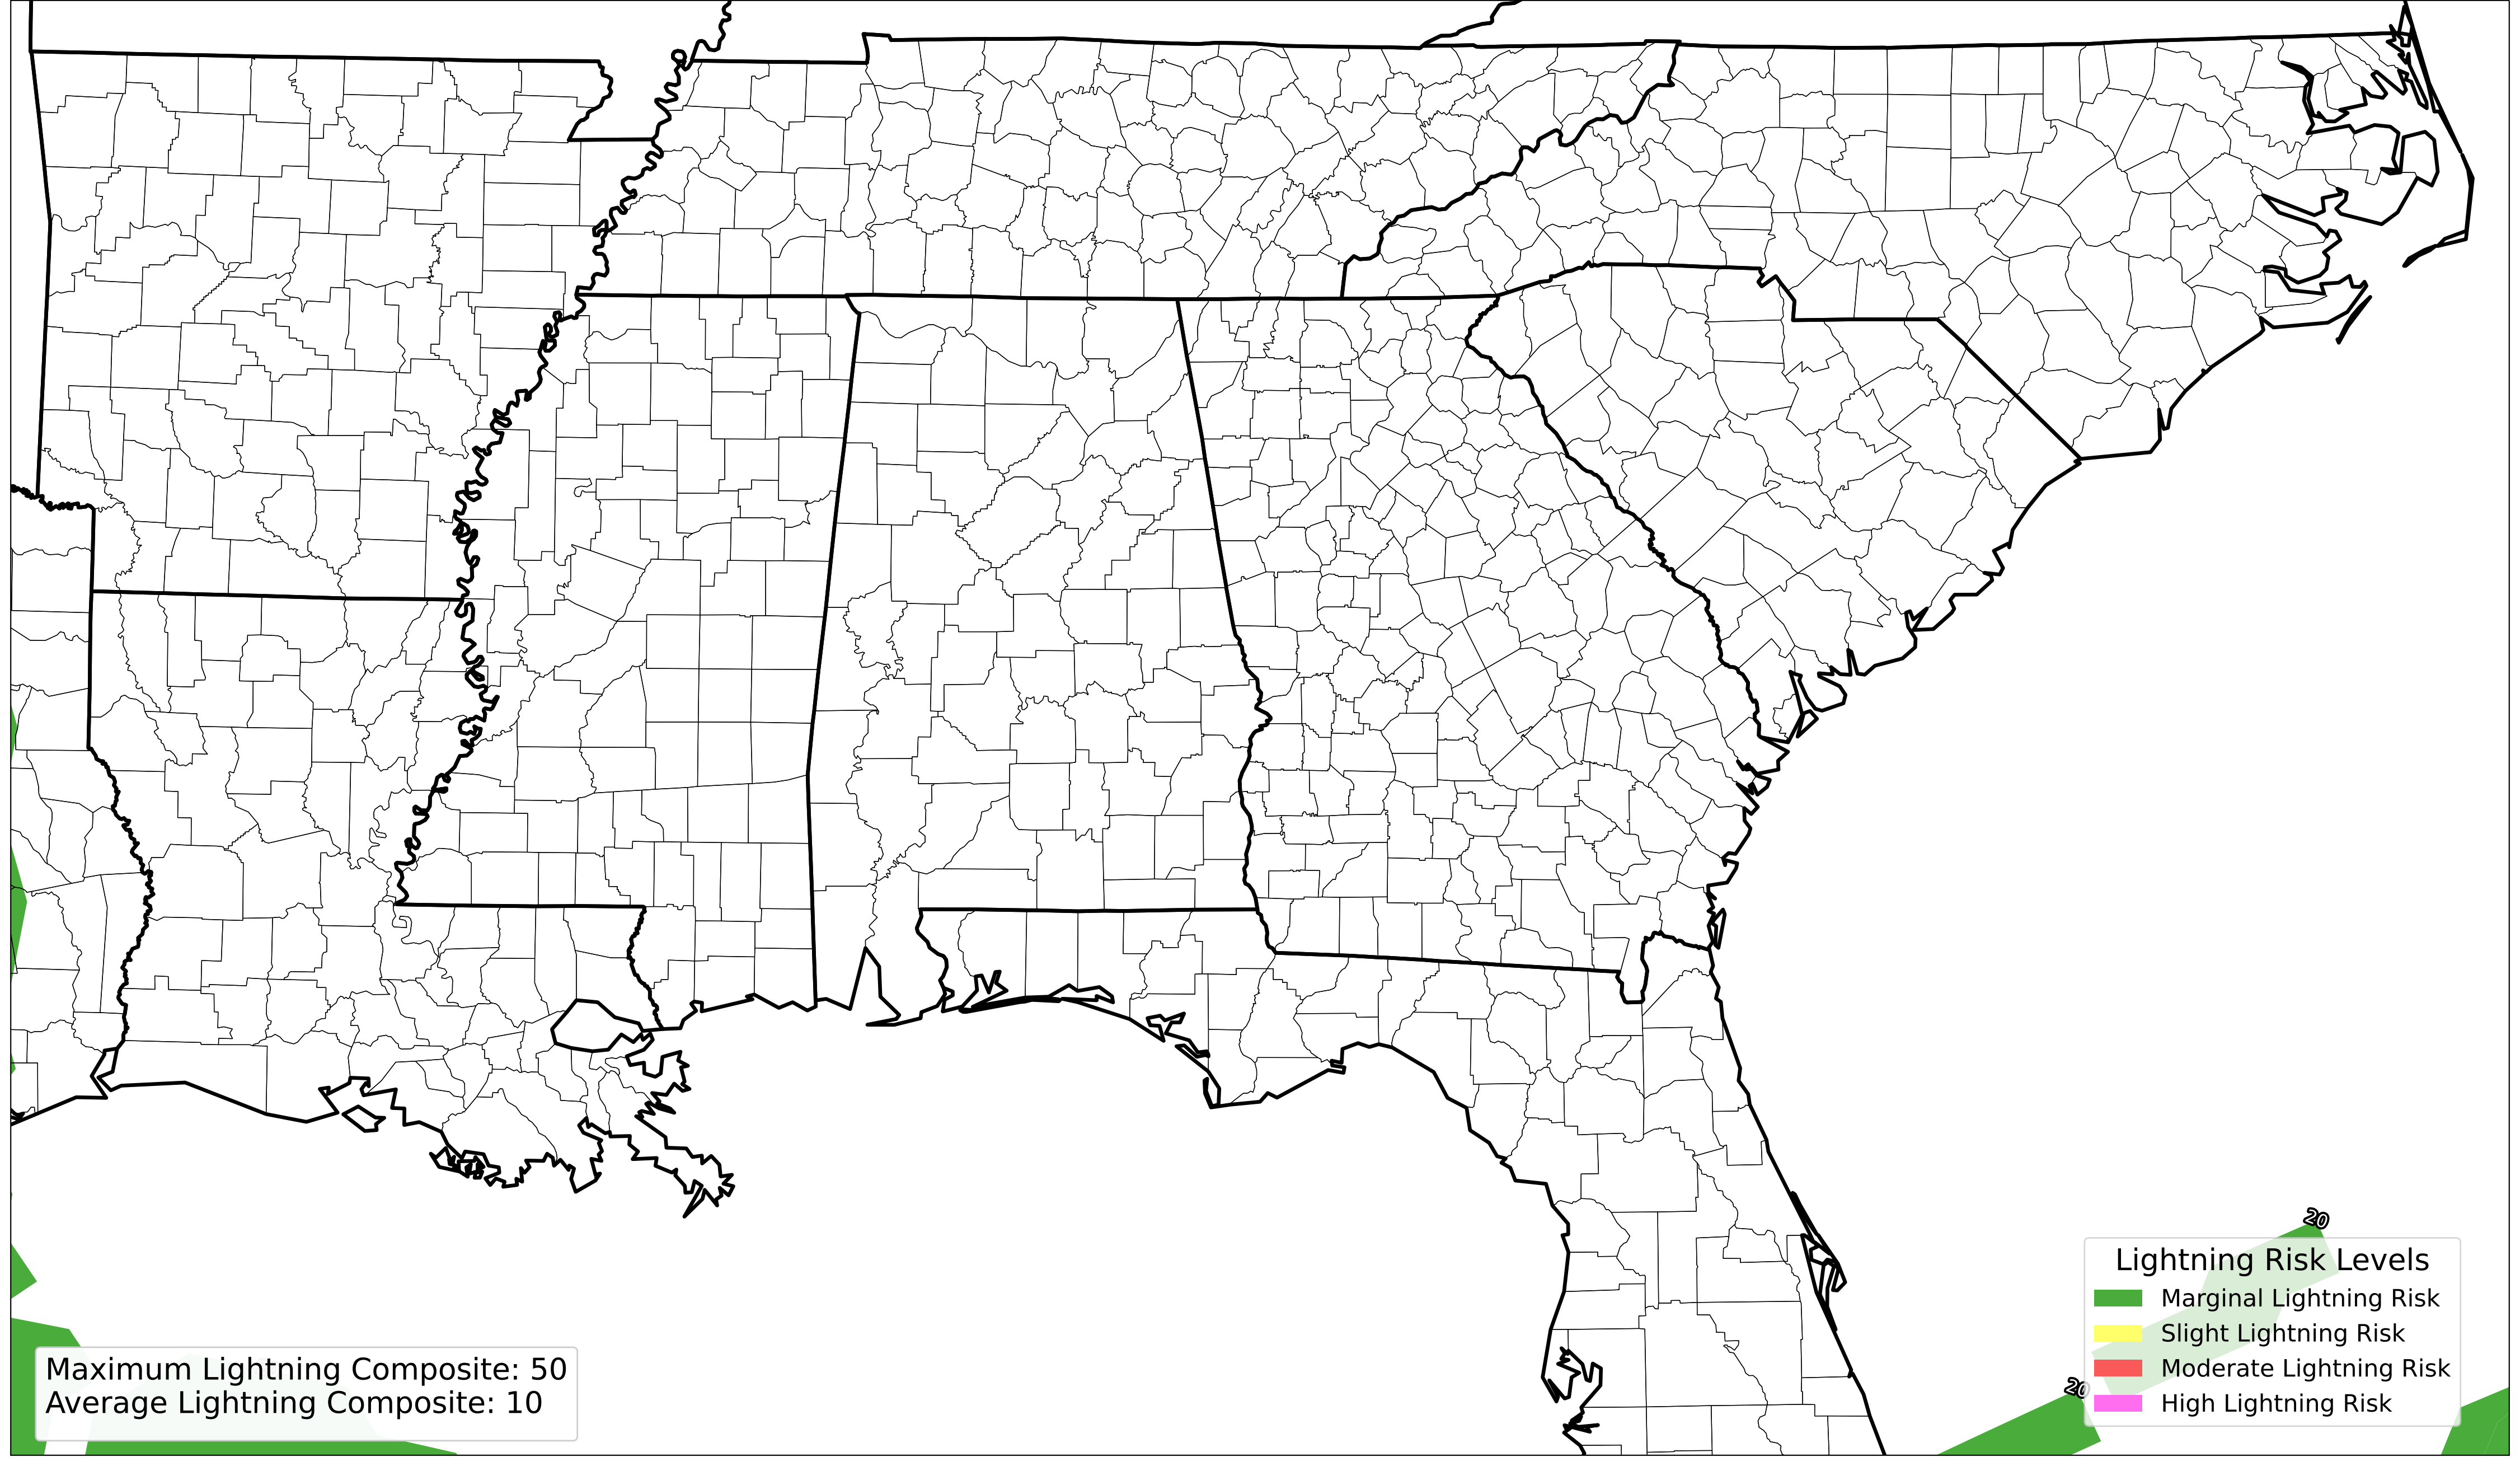 20
Lightning Risk Levels
Marginal Lightning Risk
Slight Lightning Risk
Moderate Lightning Risk
High Lightning Risk
20
Maximum Lightning Composite: 50
Average Lightning Composite: 10